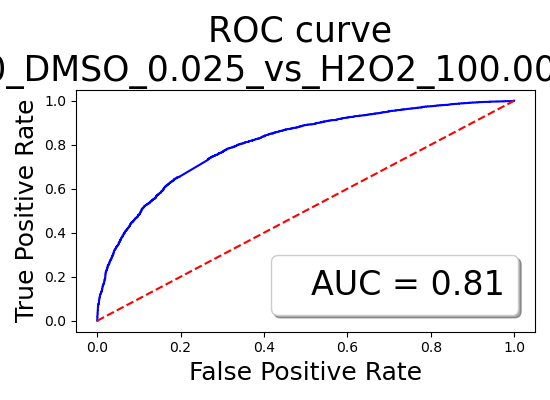 ROC curve
0_DMSO_0.025_vs_H2O2_100.00
True Positive Rate
1.0
0.8
0.6
0.4
0.2
0.0
AUC = 0.81
0.0 0.2 0.4 0.6 0.8 1.0
False Positive Rate